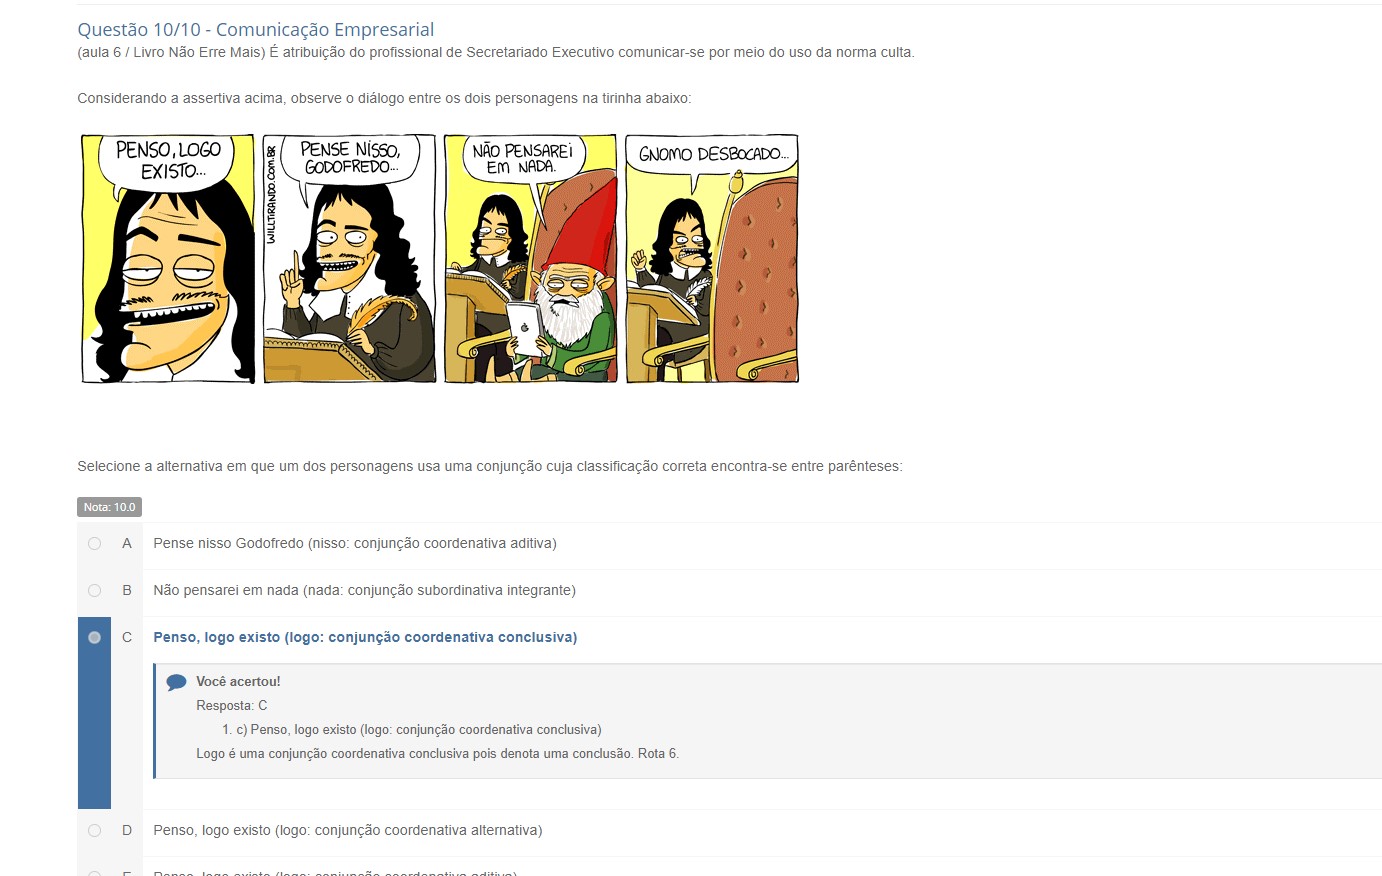 Questão 10/10 - Comunicação Empresarial
(aula 6 / Livro Não Erre Mais) É atribuição do profissional de Secretariado Executivo comunicar-se por meio do uso da norma culta.
Considerando a assertiva acima, observe o diálogo entre os dois personagens na tirinha abaixo:
PENSO, LOGO
EXISTO...
WILLTIRANDO.COM.BR
PENSE NISSO,
GODOFREDO...
NÃO PENSAREI
EM NADA.
GNOMO DESBOCADO...
Selecione a alternativa em que um dos personagens usa uma conjunção cuja classificação correta encontra-se entre parênteses:
Nota: 10.0
A Pense nisso Godofredo (nisso: conjunção coordenativa aditiva)
B Não pensarei em nada (nada: conjunção subordinativa integrante)
C Penso, logo existo (logo: conjunção coordenativa conclusiva)
Você acertou!
Resposta: C
1. c) Penso, logo existo (logo: conjunção coordenativa conclusiva)
Logo é uma conjunção coordenativa conclusiva pois denota uma conclusão. Rota 6.
D Penso, logo existo (logo: conjunção coordenativa alternativa)
E Penso, logo existo (logo: conjunção coordenativa aditiva)